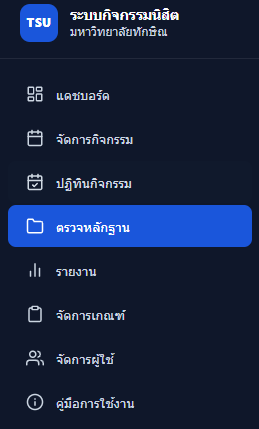 TSU
ระบบกิจกรรมนิสิต
มหาวิทยาลัยทักษิณ
แดชบอร์ด
จัดการกิจกรรม
ปฏิทินกิจกรรม
ตรวจหลักฐาน
รายงาน
จัดการเกณฑ์
จัดการผู้ใช้
คู่มือการใช้งาน